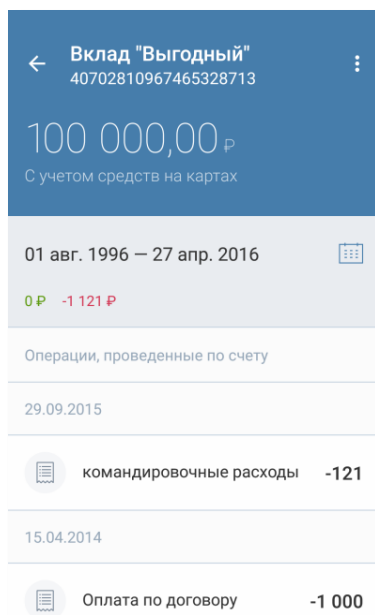 Вклад "Выгодный"
40702810967465328713
100 000,00 ₽
С учетом средств на картах
01 авг. 1996 — 27 апр. 2016
0 ₽ -1 121 ₽
Операции, проведенные по счету
29.09.2015
командировочные расходы -121
15.04.2014
Оплата по договору -1 000